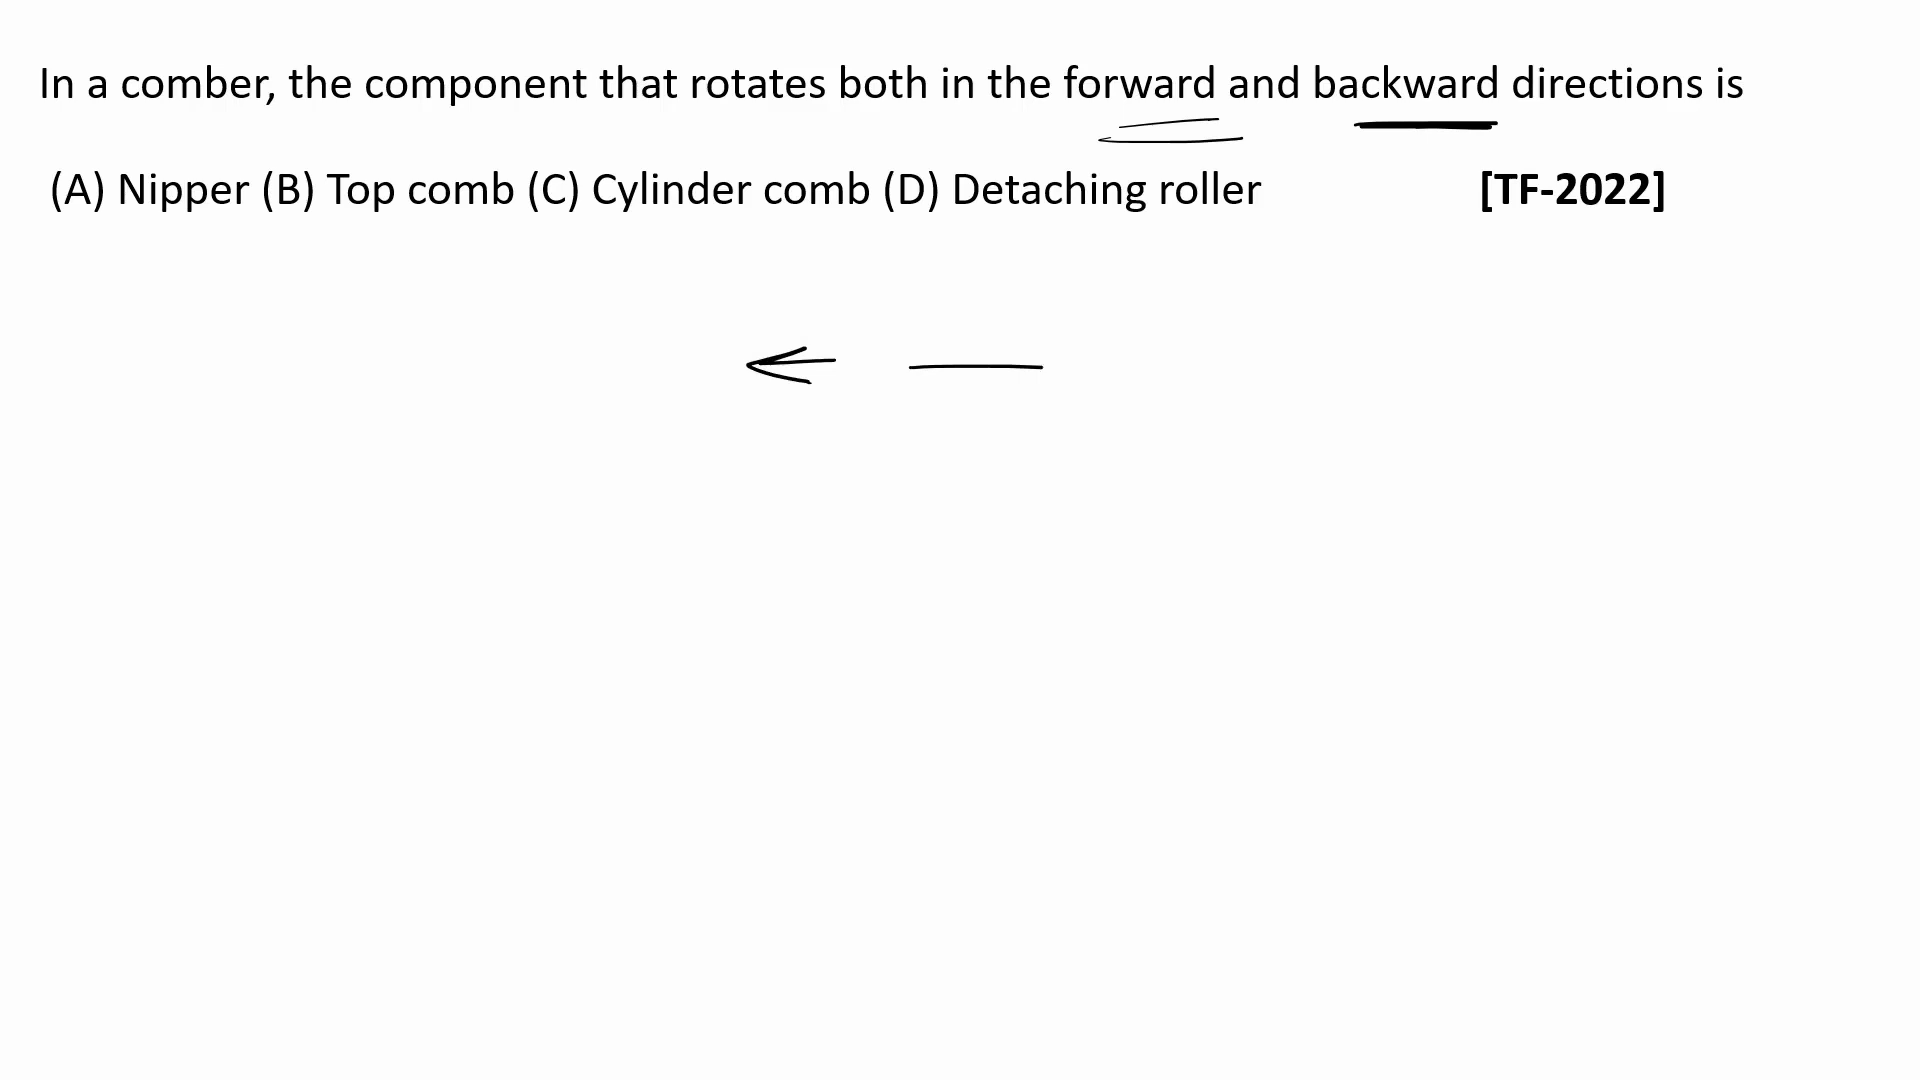 In a comber, the component that rotates both in the forward and backward directions is
(A) Nipper (B) Top comb (C) Cylinder comb (D) Detaching roller [TF-2022]